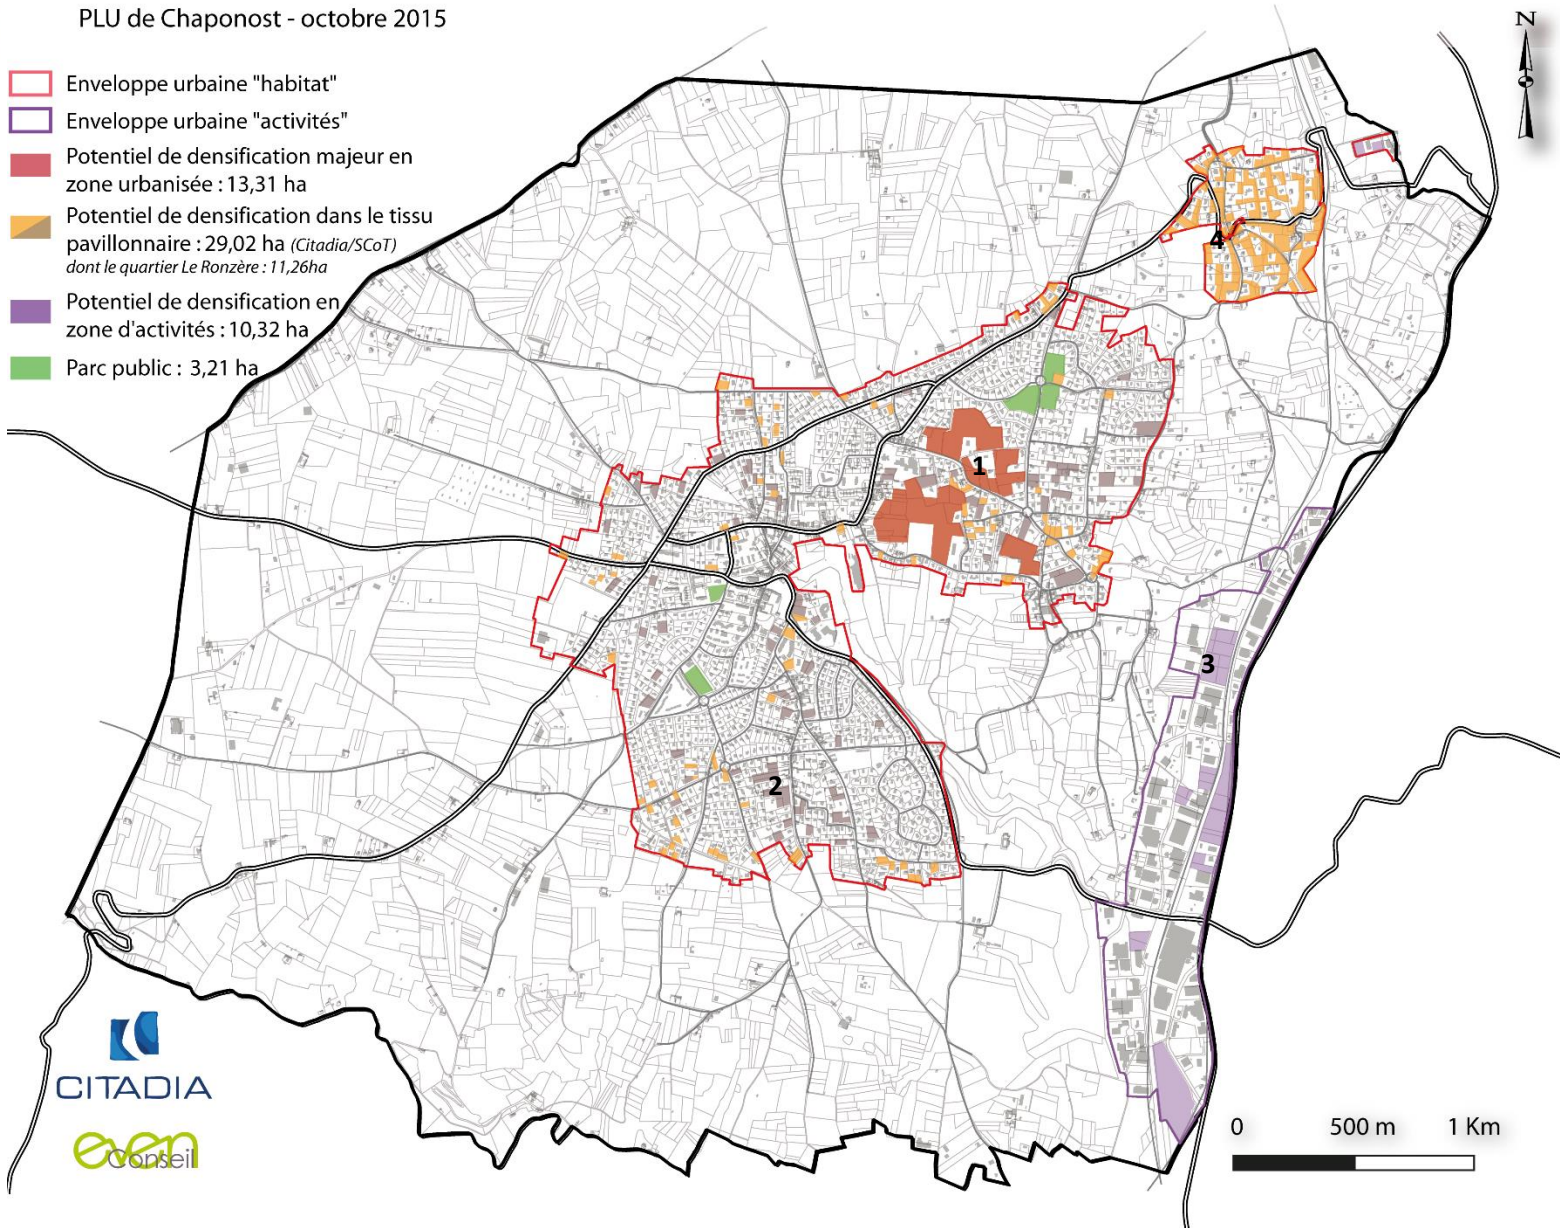 PLU de Chaponost - octobre 2015
N
Enveloppe urbaine "habitat"
Enveloppe urbaine "activités"
Potentiel de densification majeur en
zone urbanisée : 13,31 ha
Potentiel de densification dans le tissu
pavillonnaire : 29,02 ha (Citadia/SCoT)
dont le quartier Le Ronzère : 11,26ha
Potentiel de densification en
zone d'activités : 10,32 ha
Parc public : 3,21 ha
4
1
3
2
CITADIA
even
Conseil
0 500 m 1 Km